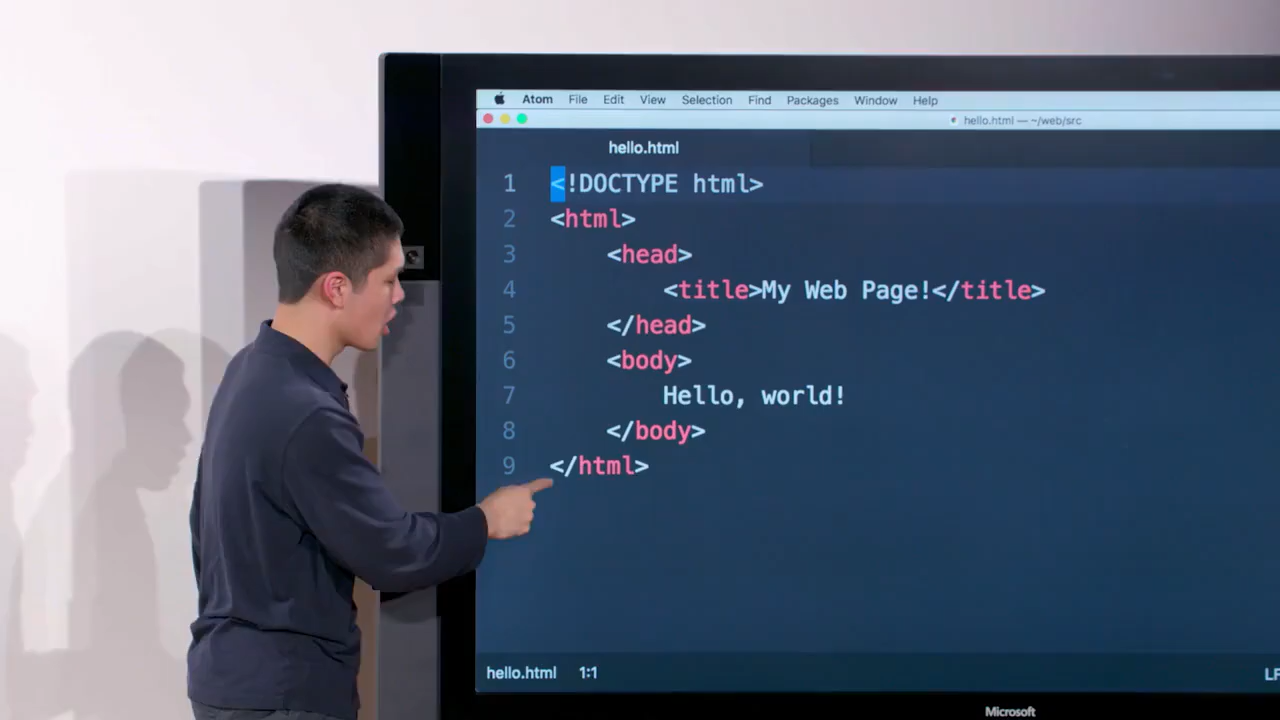 Atom File Edit View Selection Find Packages Window Help
hello.html — ~/web/src
hello.html
1 <!DOCTYPE html>
2 <html>
3 <head>
4 <title>My Web Page!</title>
5 </head>
6 <body>
7 Hello, world!
8 </body>
9 </html>
hello.html 1:1 LF
Microsoft